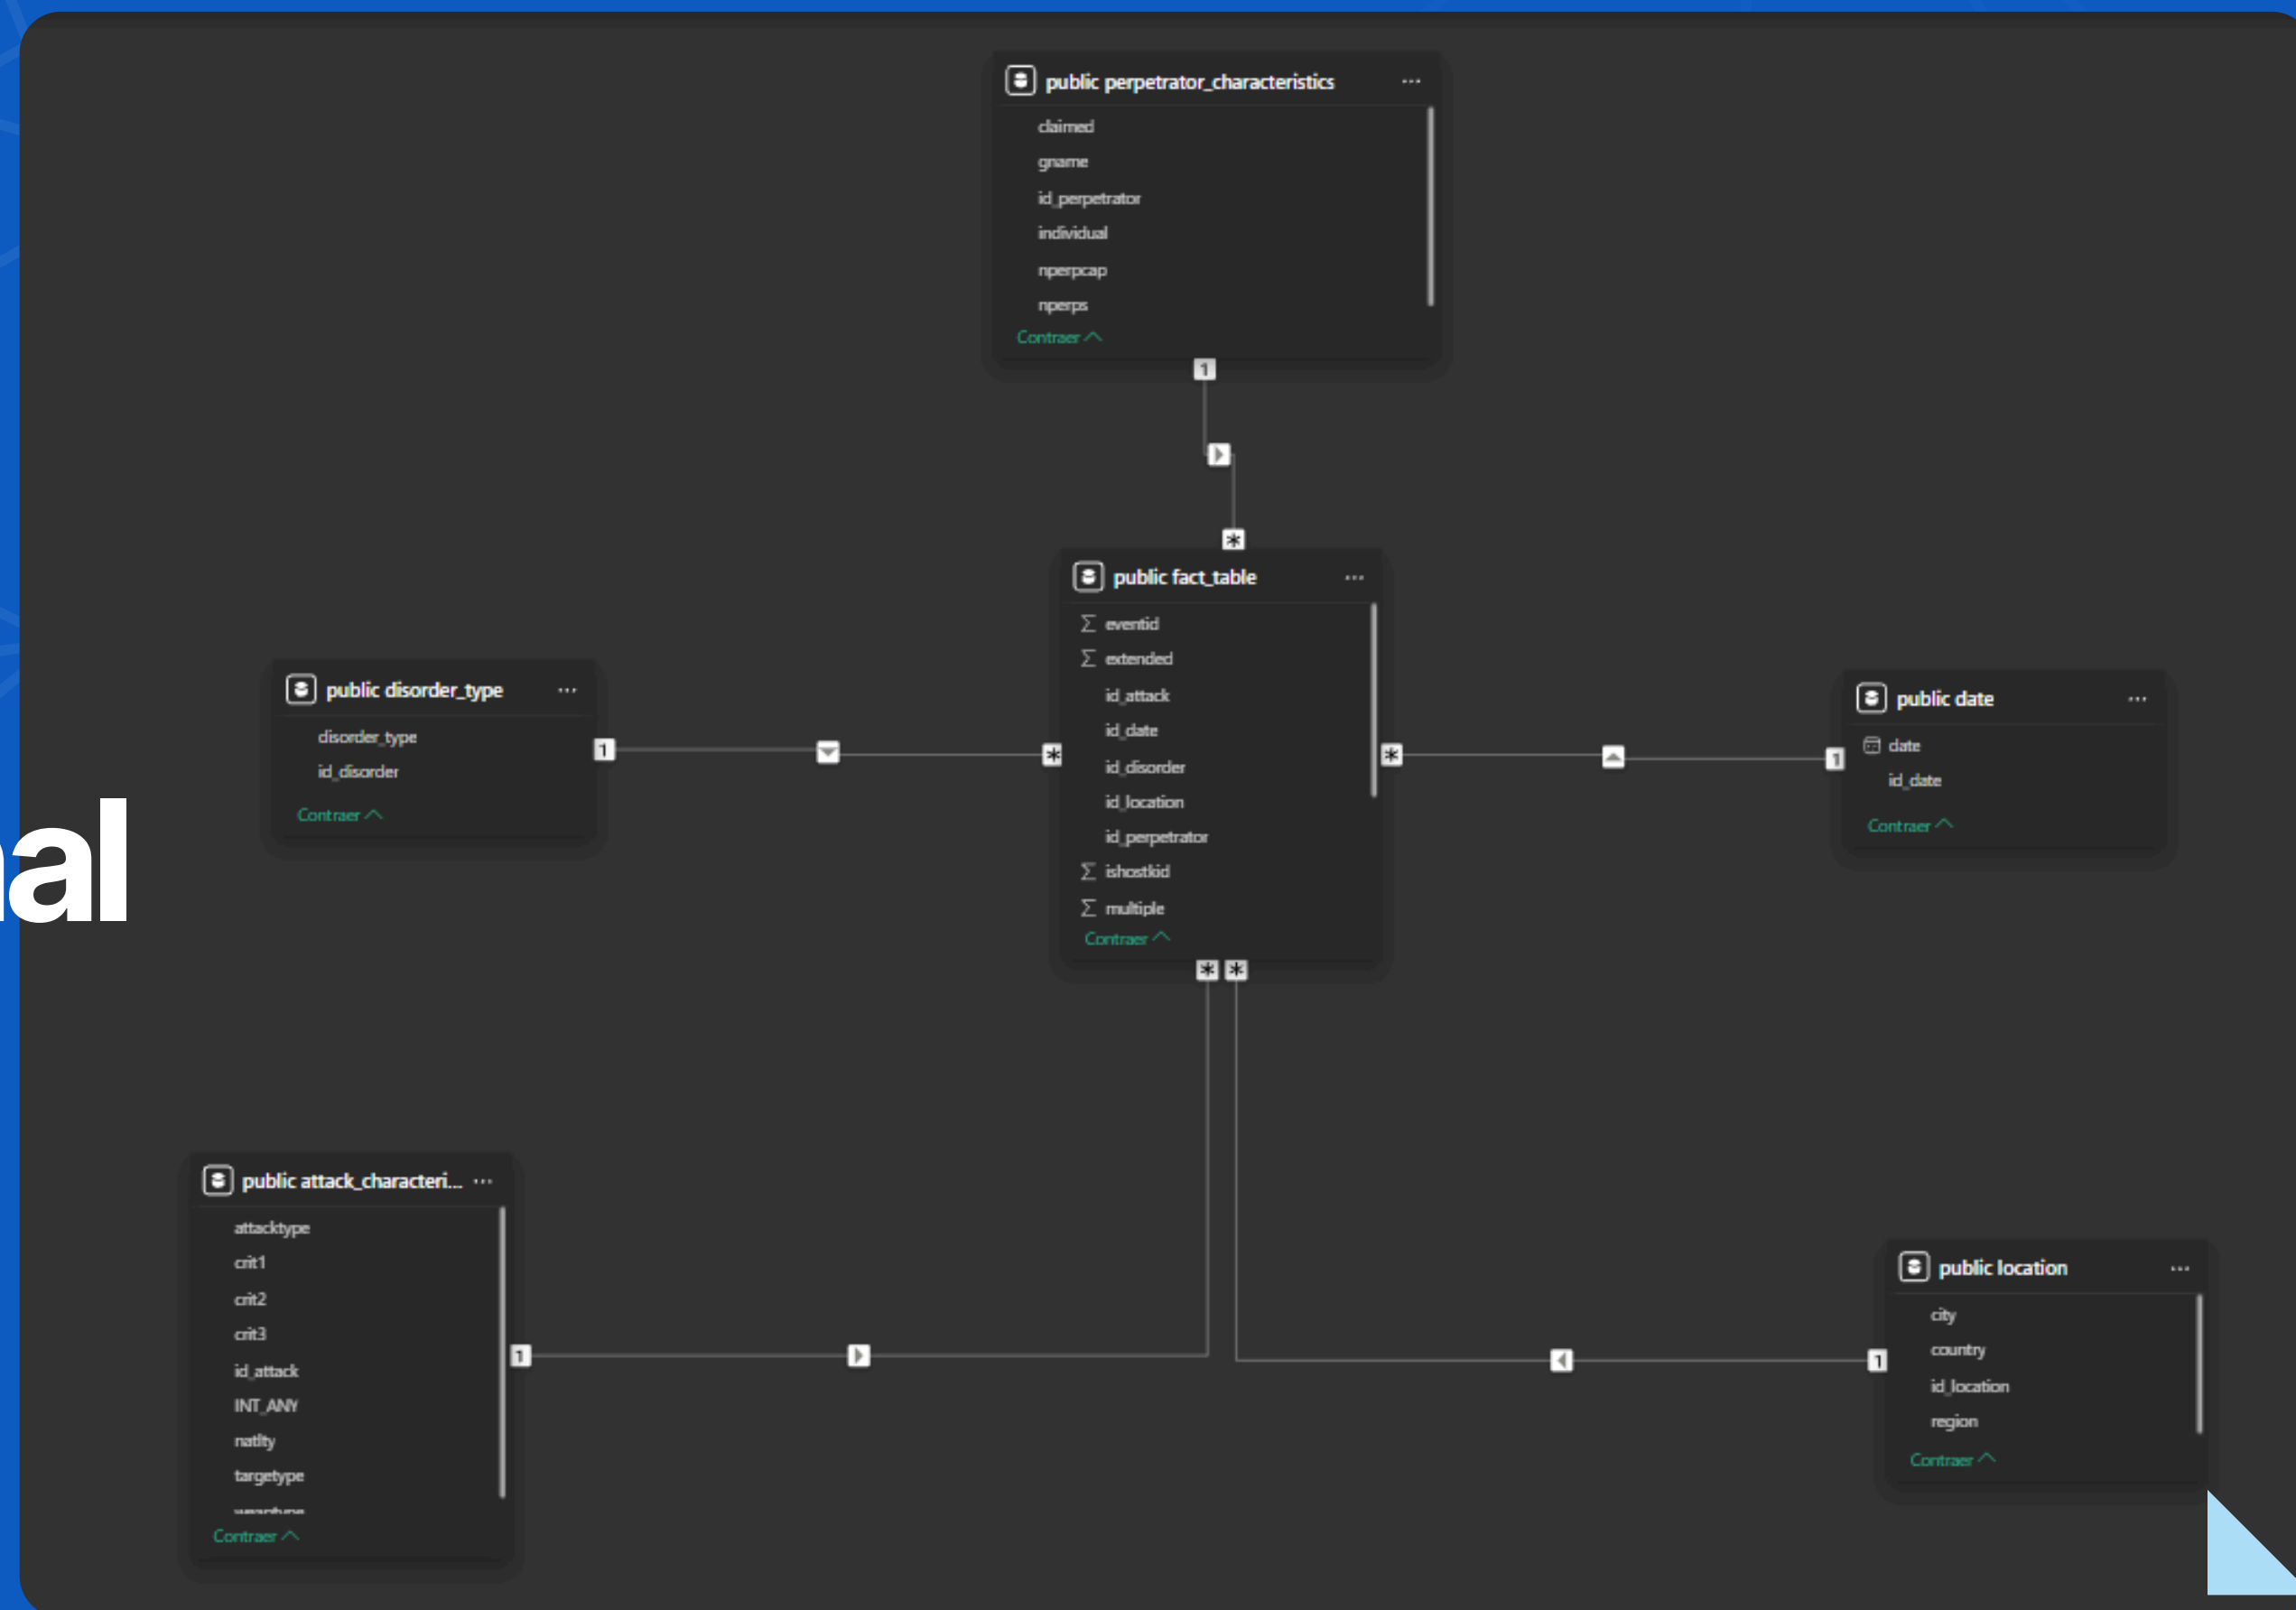 public perpetrator_characteristics
claimed
gname
id_perpetrator
individual
nperpcap
nperps
Contraer
1
*
public fact_table
eventid
extended
id_attack
id_date
id_disorder
id_location
id_perpetrator
ishostkid
multiple
Contraer
public disorder_type
disorder_type
id_disorder
Contraer
1
*
*
1
public date
date
id_date
Contraer
al
* *
public attack_characteri...
attacktype
crit1
crit2
crit3
id_attack
INT_ANY
natlty
targetype
Contraer
1
1
public location
city
country
id_location
region
Contraer